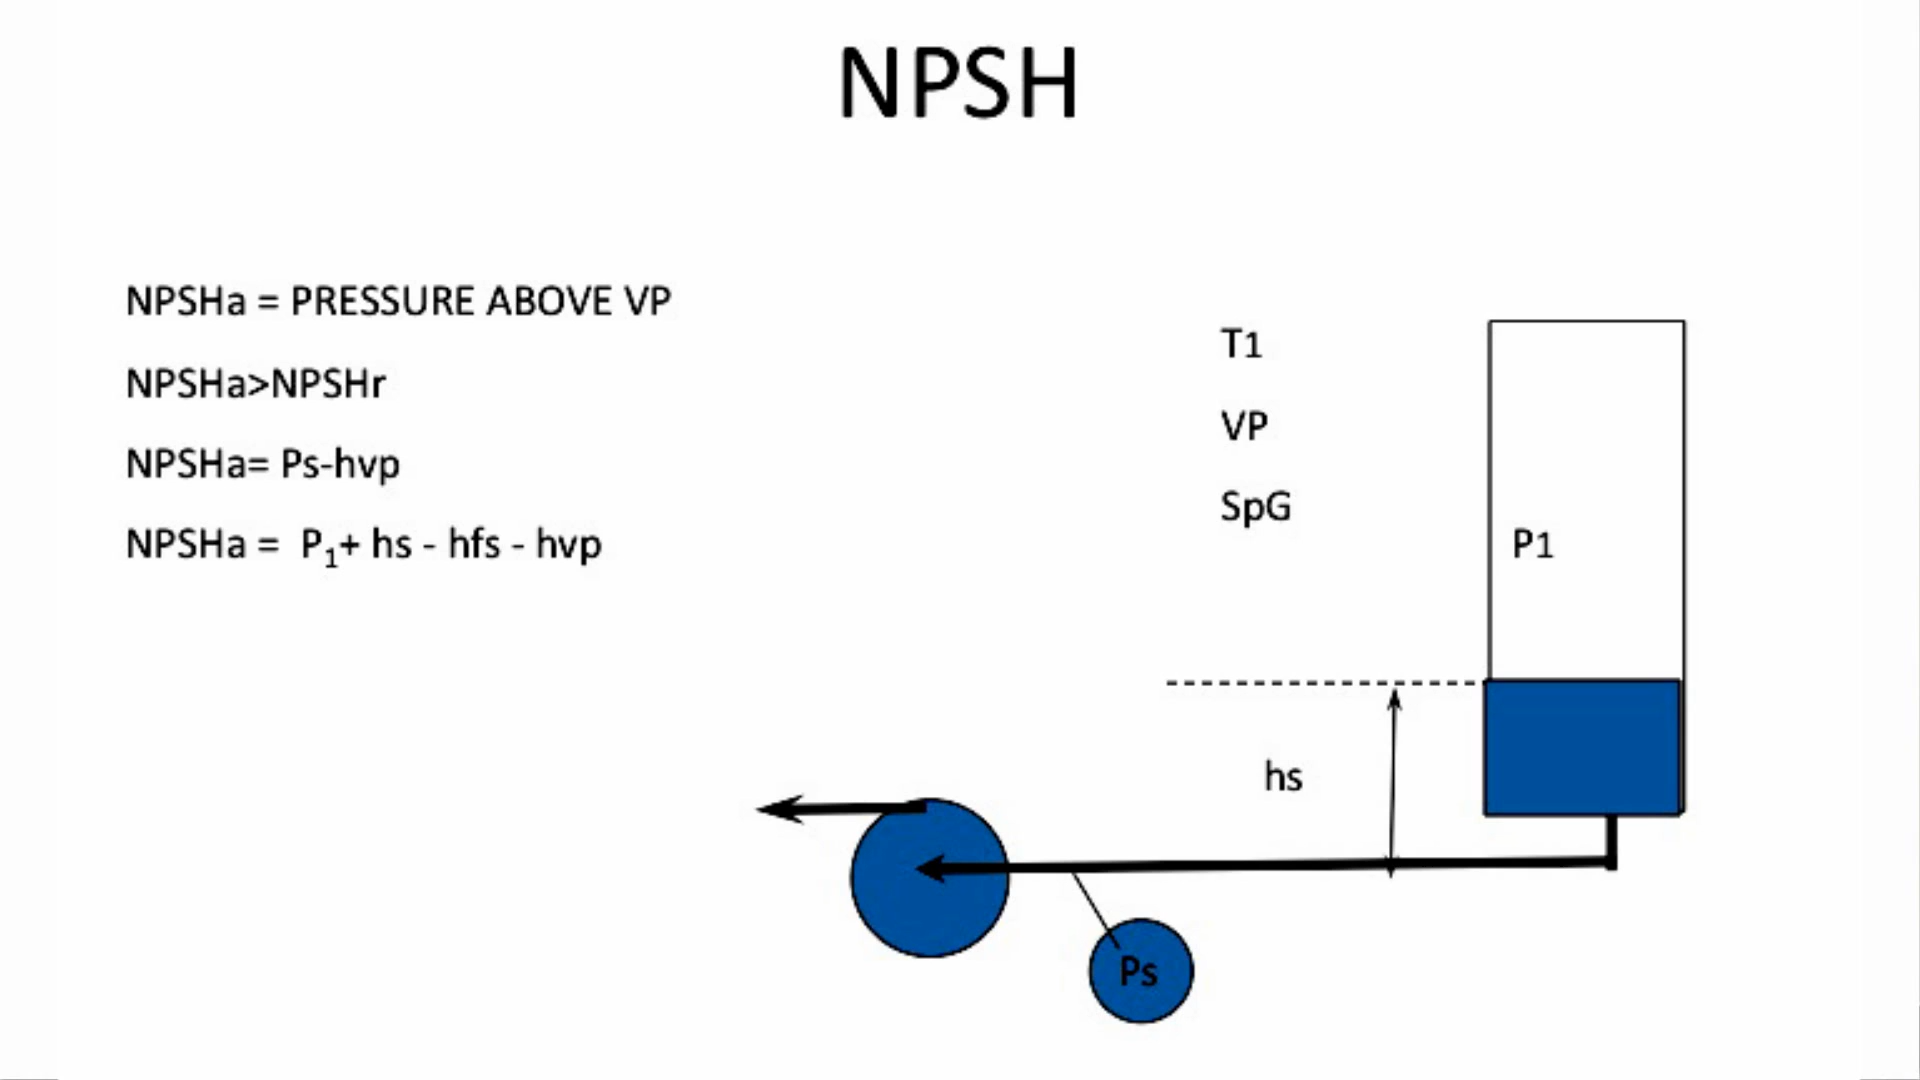 NPSH
NPSHa = PRESSURE ABOVE VP
NPSHa>NPSHr
NPSHa= Ps-hvp
NPSHa = P₁+ hs - hfs - hvp
T1
VP
SpG
P1
hs
Ps